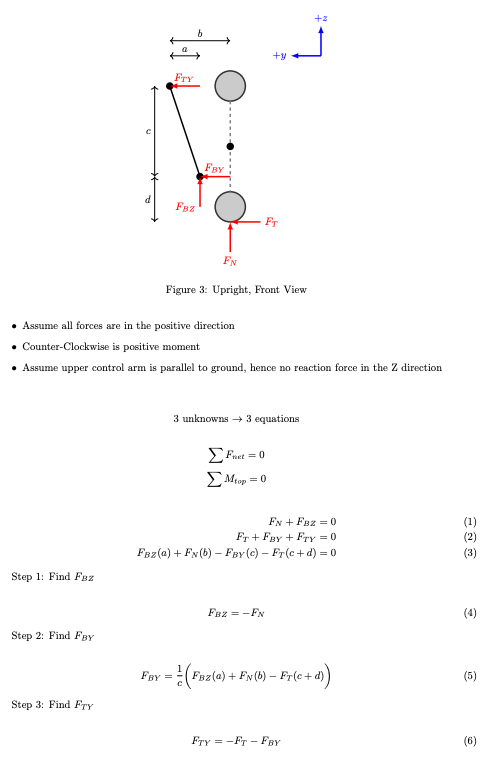 +z
b
+y
a
F_{TY}
c
F_{BY}
d
F_{BZ}
F_T
F_N
Figure 3: Upright, Front View
• Assume all forces are in the positive direction
• Counter-Clockwise is positive moment
• Assume upper control arm is parallel to ground, hence no reaction force in the Z direction
3 unknowns → 3 equations
∑ F_{net} = 0
∑ M_{top} = 0
F_N + F_{BZ} = 0 (1)
F_T + F_{BY} + F_{TY} = 0 (2)
F_{BZ}(a) + F_N(b) − F_{BY}(c) − F_T(c + d) = 0 (3)
Step 1: Find F_{BZ}
F_{BZ} = −F_N (4)
Step 2: Find F_{BY}
F_{BY} = \frac{1}{c}(F_{BZ}(a) + F_N(b) − F_T(c + d)) (5)
Step 3: Find F_{TY}
F_{TY} = −F_T − F_{BY} (6)